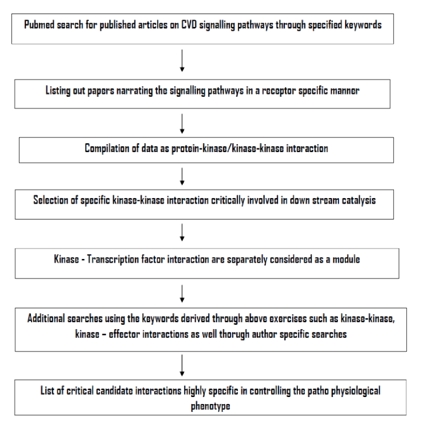 Pubmed search for published articles on CVD signalling pathways through specified keywords
Listing out papers narrating the signalling pathways in a receptor specific manner
Compilation of data as protein-kinase/kinase-kinase interaction
Selection of specific kinase-kinase interaction critically involved in down stream catalysis
Kinase - Transcription factor interaction are separately considered as a module
Additional searches using the keywords derived through above exercises such as kinase-kinase,
kinase – effector interactions as well thorugh author specific searches
List of critical candidate interactions highly specific in controlling the patho physiological
phenotype